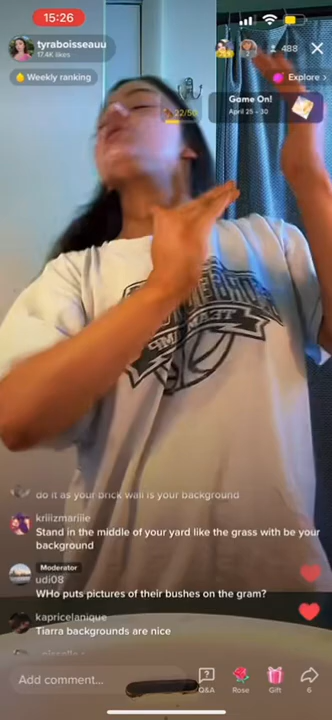 15:26
tyraboisseauu
17.4K likes
488
Weekly ranking
Explore >
22/50
Game On!
April 25 - 30
TEAM
do it as your brick wall is your background
kriiizmariiie
Stand in the middle of your yard like the grass with be your
background
Moderator
udi08
WHo puts pictures of their bushes on the gram?
kapricelanique
Tiarra backgrounds are nice
Add comment...
Q&A
Rose
Gift
6